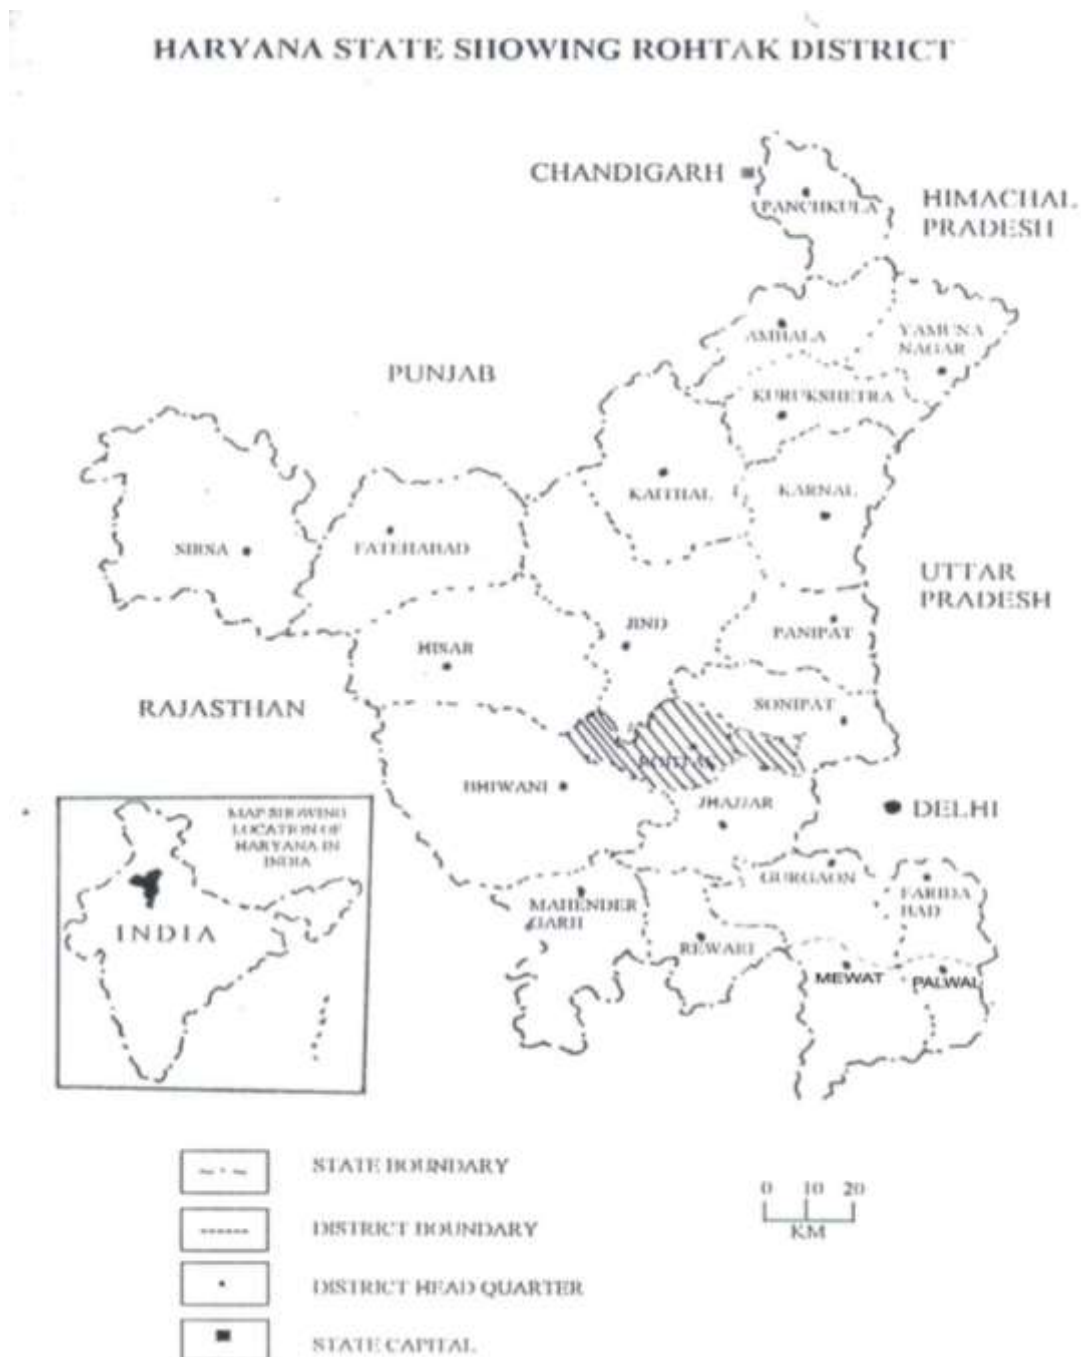 HARYANA STATE SHOWING ROHTAK DISTRICT
CHANDIGARH
PANCHKULA
HIMACHAL
PRADESH
AMBALA
YAMUNA
NAGAR
PUNJAB
KURUKSHETRA
KAITHAL
KARNAL
SIRSA
FATEHABAD
UTTAR
PRADESH
JIND
PANIPAT
HISAR
RAJASTHAN
SONIPAT
ROHTAK
BHIWANI
JHAJJAR
DELHI
MAP SHOWING
LOCATION OF
HARYANA IN
INDIA
INDIA
GURGAON
FARIDA
BAD
MAHENDER
GARH
REWARI
MEWAT
PALWAL
STATE BOUNDARY
DISTRICT BOUNDARY
DISTRICT HEAD QUARTER
STATE CAPITAL
0 10 20
KM